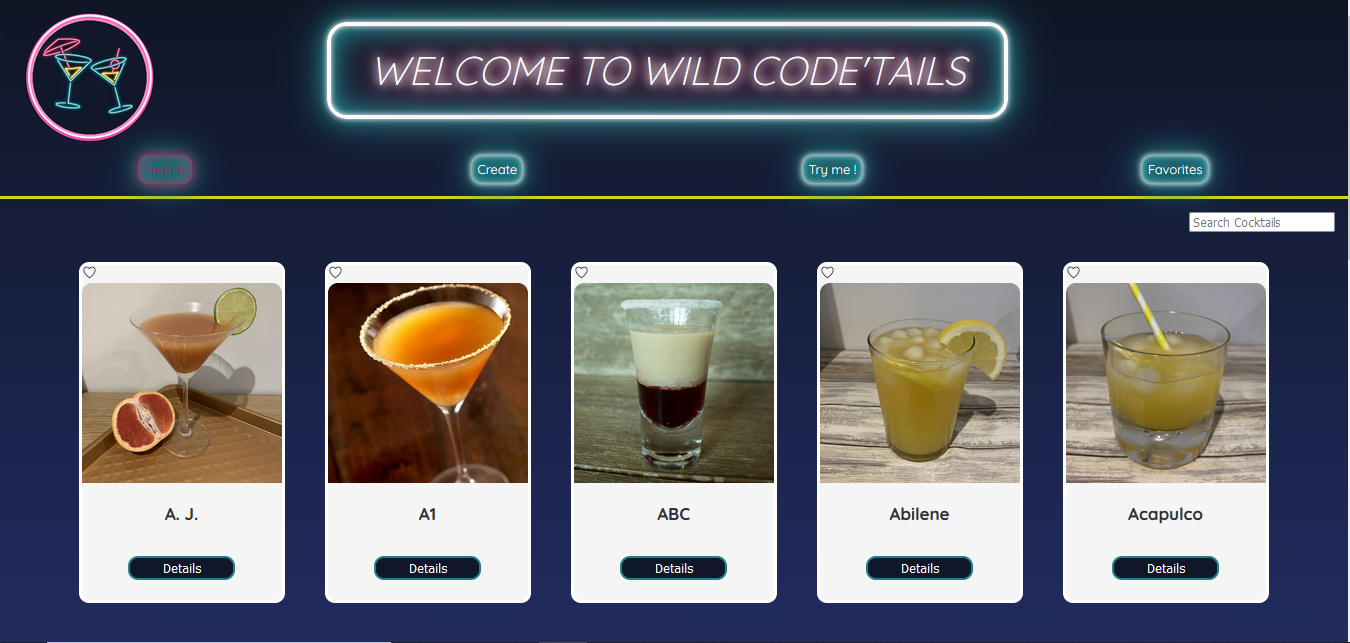 WELCOME TO WILD CODE'TAILS
Search
Create
Try me !
Favorites
Search Cocktails
A. J.
A1
ABC
Abilene
Acapulco
Details
Details
Details
Details
Details